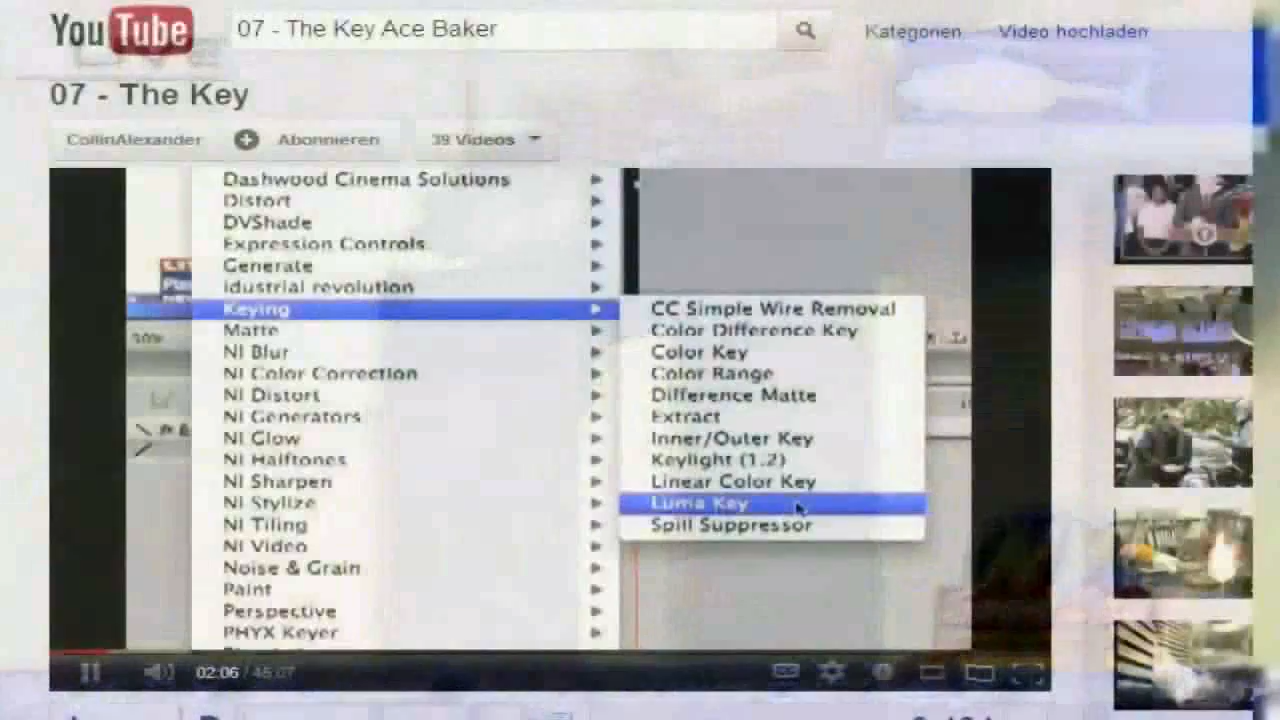 YouTube 07 - The Key Ace Baker Kategorien Video hochladen
07 - The Key
CollinAlexander Abonnieren 39 Videos
Dashwood Cinema Solutions
Distort
DVShade
Expression Controls
Generate
idustrial revolution
Keying
Matte
NI Blur
NI Color Correction
NI Distort
NI Generators
NI Glow
NI Halftones
NI Sharpen
NI Stylize
NI Tiling
NI Video
Noise & Grain
Paint
Perspective
PHYX Keyer
CC Simple Wire Removal
Color Difference Key
Color Key
Color Range
Difference Matte
Extract
Inner/Outer Key
Keylight (1.2)
Linear Color Key
Luma Key
Spill Suppressor
02:06 / 45:07